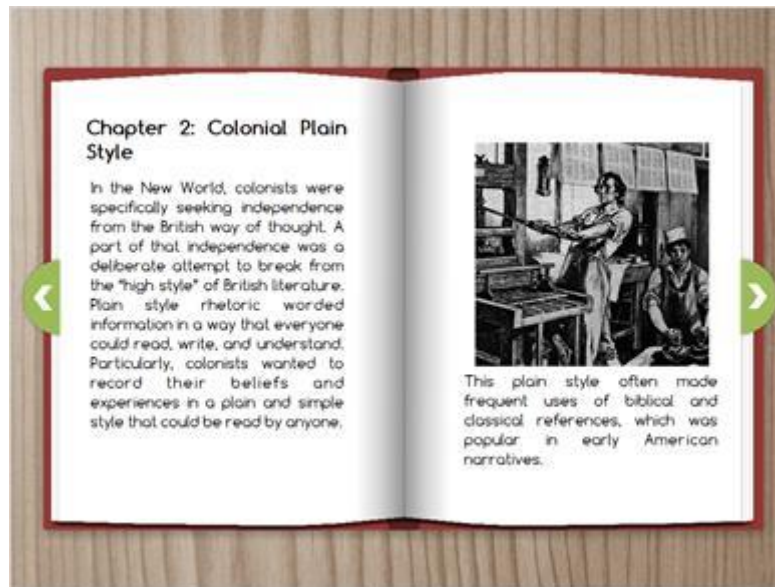 Chapter 2: Colonial Plain
Style
In the New World, colonists were
specifically seeking independence
from the British way of thought. A
part of that independence was a
deliberate attempt to break from
the "high style" of British literature.
Plain style rhetoric worded
information in a way that everyone
could read, write, and understand.
Particularly, colonists wanted to
record their beliefs and
experiences in a plain and simple
style that could be read by anyone.
This plain style often made
frequent uses of biblical and
classical references, which was
popular in early American
narratives.